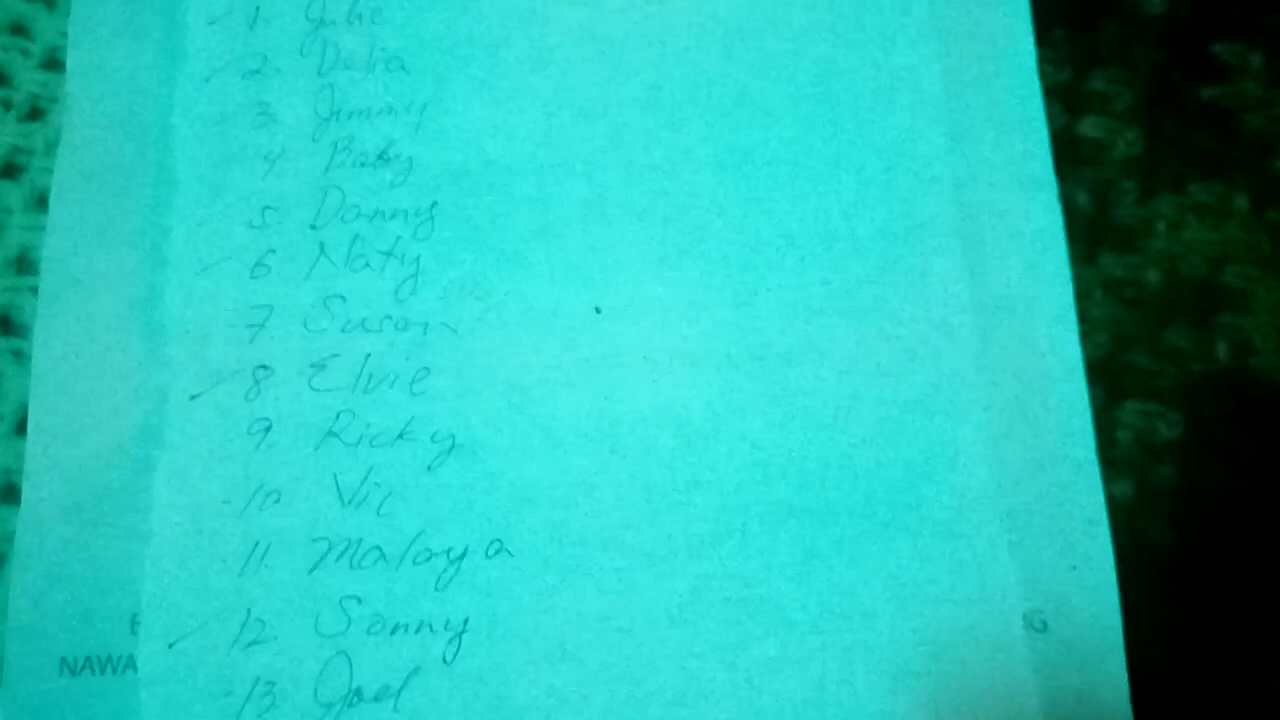 1. Julie
2. Delia
3. Jimmy
4 Baby
5. Danny
6. Naty
7 Susan
8. Elvie
9. Ricky
10 Vic
11. Malaya
12. Sonny
NAWA
13. Joel